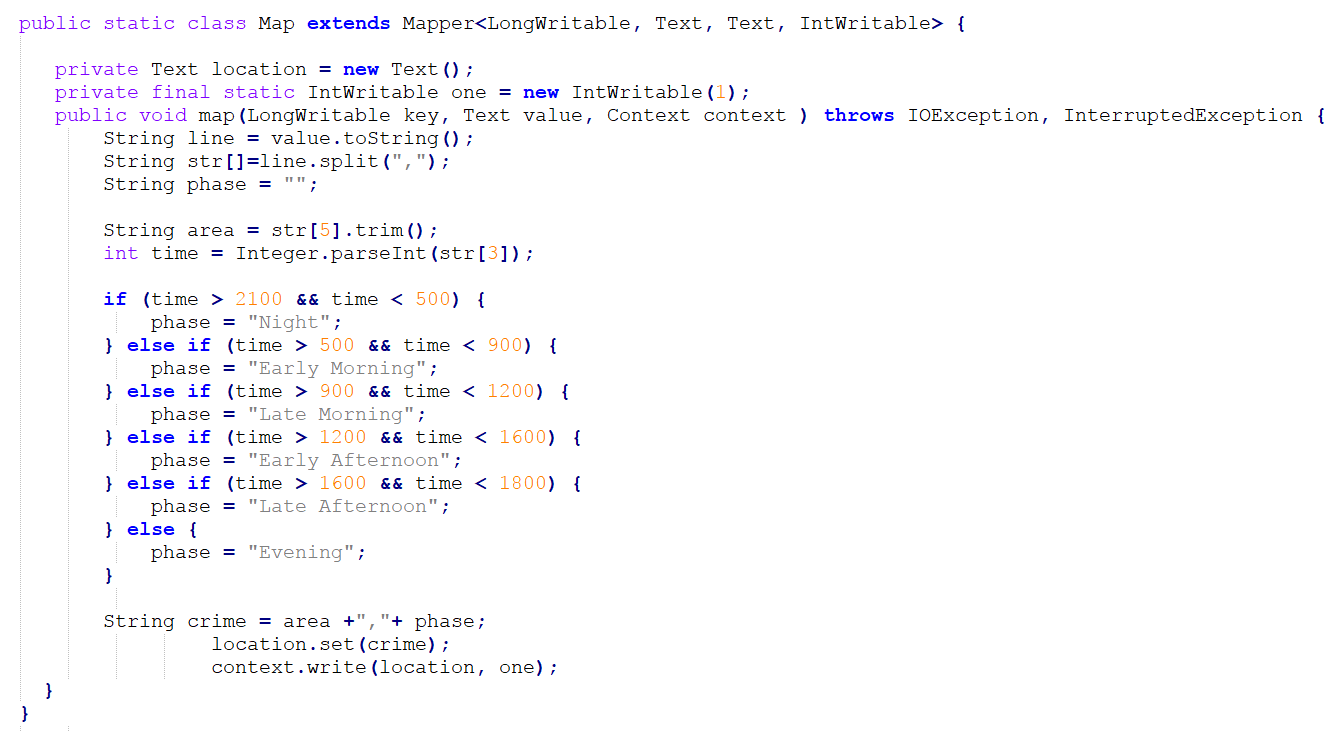 public static class Map extends Mapper<LongWritable, Text, Text, IntWritable> {
private Text location = new Text();
private final static IntWritable one = new IntWritable(1);
public void map(LongWritable key, Text value, Context context ) throws IOException, InterruptedException {
String line = value.toString();
String str[]=line.split(",");
String phase = "";
String area = str[5].trim();
int time = Integer.parseInt(str[3]);
if (time > 2100 && time < 500) {
phase = "Night";
} else if (time > 500 && time < 900) {
phase = "Early Morning";
} else if (time > 900 && time < 1200) {
phase = "Late Morning";
} else if (time > 1200 && time < 1600) {
phase = "Early Afternoon";
} else if (time > 1600 && time < 1800) {
phase = "Late Afternoon";
} else {
phase = "Evening";
}
String crime = area +","+ phase;
location.set(crime);
context.write(location, one);
}
}